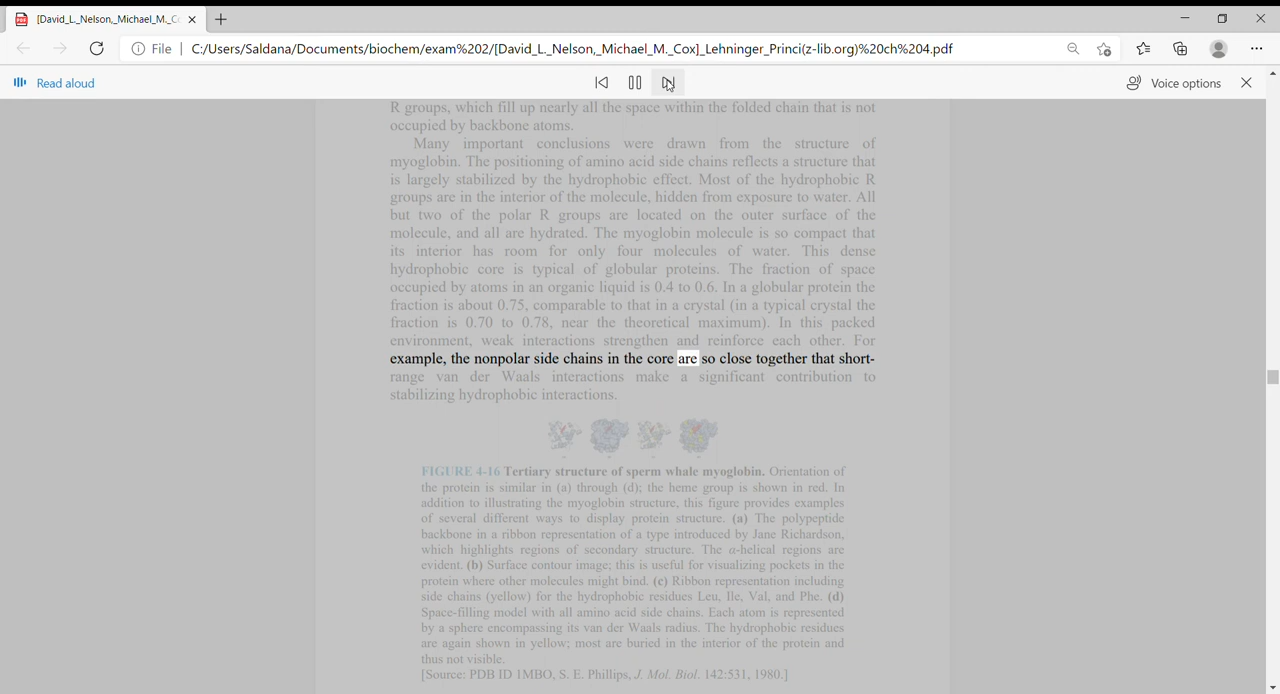 [David_L._Nelson,_Michael_M._Co
File
C:/Users/Saldana/Documents/biochem/exam%202/[David_L._Nelson,_Michael_M._Cox]_Lehninger_Princi(z-lib.org)%20ch%204.pdf
Read aloud
Voice options
R groups, which fill up nearly all the space within the folded chain that is not
occupied by backbone atoms.
Many important conclusions were drawn from the structure of
myoglobin. The positioning of amino acid side chains reflects a structure that
is largely stabilized by the hydrophobic effect. Most of the hydrophobic R
groups are in the interior of the molecule, hidden from exposure to water. All
but two of the polar R groups are located on the outer surface of the
molecule, and all are hydrated. The myoglobin molecule is so compact that
its interior has room for only four molecules of water. This dense
hydrophobic core is typical of globular proteins. The fraction of space
occupied by atoms in an organic liquid is 0.4 to 0.6. In a globular protein the
fraction is about 0.75, comparable to that in a crystal (in a typical crystal the
fraction is 0.70 to 0.78, near the theoretical maximum). In this packed
environment, weak interactions strengthen and reinforce each other. For
example, the nonpolar side chains in the core are so close together that short-
range van der Waals interactions make a significant contribution to
stabilizing hydrophobic interactions.
FIGURE 4-16 Tertiary structure of sperm whale myoglobin. Orientation of
the protein is similar in (a) through (d); the heme group is shown in red. In
addition to illustrating the myoglobin structure, this figure provides examples
of several different ways to display protein structure. (a) The polypeptide
backbone in a ribbon representation of a type introduced by Jane Richardson,
which highlights regions of secondary structure. The α-helical regions are
evident. (b) Surface contour image; this is useful for visualizing pockets in the
protein where other molecules might bind. (c) Ribbon representation including
side chains (yellow) for the hydrophobic residues Leu, Ile, Val, and Phe. (d)
Space-filling model with all amino acid side chains. Each atom is represented
by a sphere encompassing its van der Waals radius. The hydrophobic residues
are again shown in yellow; most are buried in the interior of the protein and
thus not visible.
[Source: PDB ID 1MBO, S. E. Phillips, J. Mol. Biol. 142:531, 1980.]